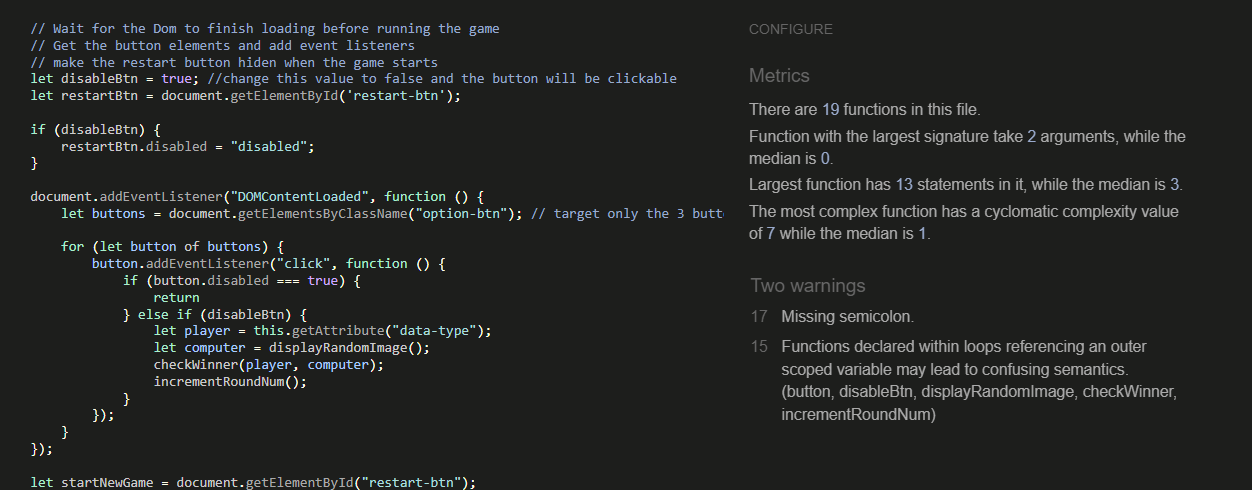 // Wait for the Dom to finish loading before running the game
// Get the button elements and add event listeners
// make the restart button hiden when the game starts
let disableBtn = true; //change this value to false and the button will be clickable
let restartBtn = document.getElementById('restart-btn');
if (disableBtn) {
restartBtn.disabled = "disabled";
}
document.addEventListener("DOMContentLoaded", function () {
let buttons = document.getElementsByClassName("option-btn"); // target only the 3 butt
for (let button of buttons) {
button.addEventListener("click", function () {
if (button.disabled === true) {
return
} else if (disableBtn) {
let player = this.getAttribute("data-type");
let computer = displayRandomImage();
checkWinner(player, computer);
incrementRoundNum();
}
});
}
});
let startNewGame = document.getElementById("restart-btn");
CONFIGURE
Metrics
There are 19 functions in this file.
Function with the largest signature take 2 arguments, while the
median is 0.
Largest function has 13 statements in it, while the median is 3.
The most complex function has a cyclomatic complexity value
of 7 while the median is 1.
Two warnings
17 Missing semicolon.
15 Functions declared within loops referencing an outer
scoped variable may lead to confusing semantics.
(button, disableBtn, displayRandomImage, checkWinner,
incrementRoundNum)